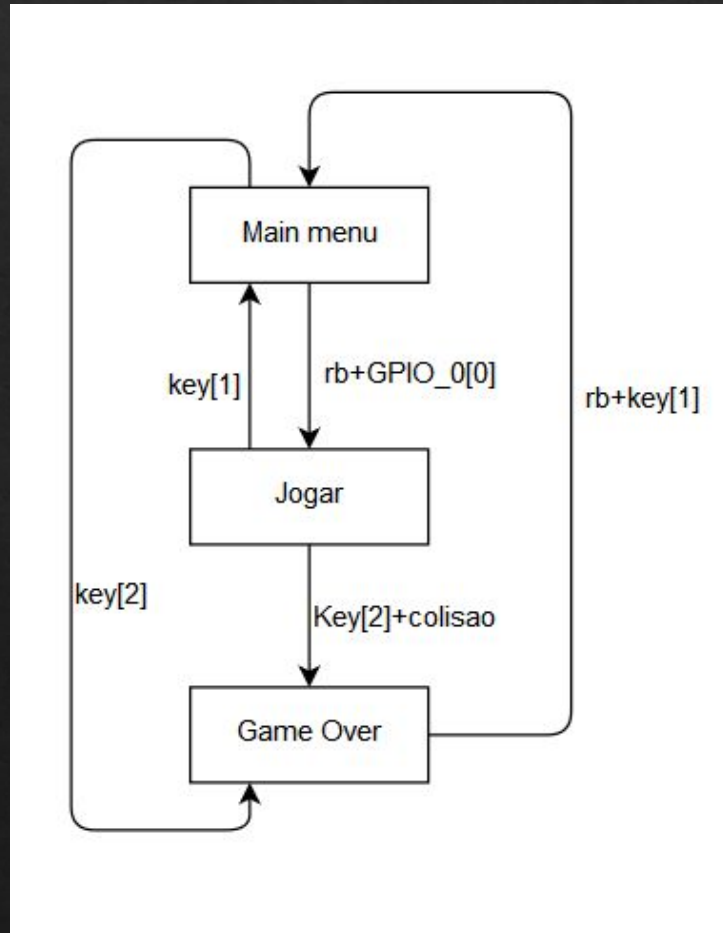 Main menu
key[1]
rb+GPIO_0[0]
rb+key[1]
Jogar
key[2]
Key[2]+colisao
Game Over